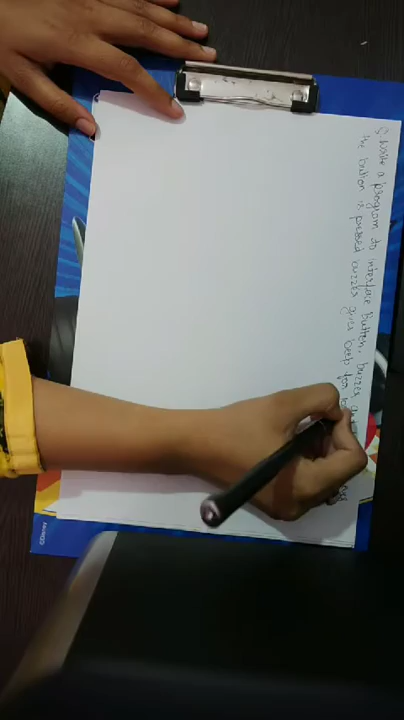 Q. Write a program to interface Button, buzzer
the button is pressed buzzer gives beep for